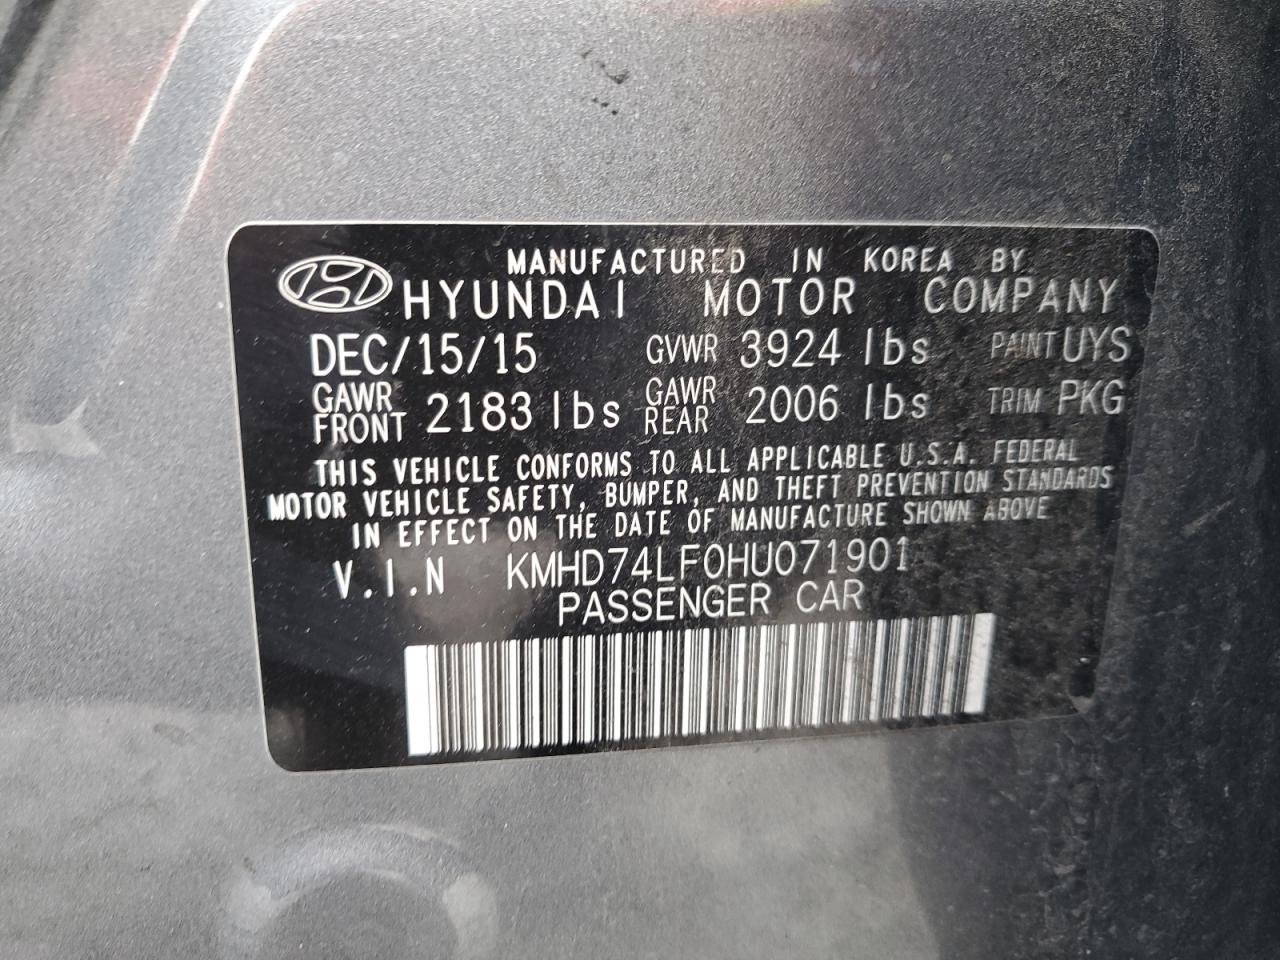 MANUFACTURED IN KOREA BY
HYUNDAI MOTOR COMPANY
DEC/15/15 GVWR 3924 lbs PAINT UYS
GAWR FRONT 2183 lbs GAWR REAR 2006 lbs TRIM PKG
THIS VEHICLE CONFORMS TO ALL APPLICABLE U.S.A. FEDERAL
MOTOR VEHICLE SAFETY, BUMPER, AND THEFT PREVENTION STANDARDS
IN EFFECT ON THE DATE OF MANUFACTURE SHOWN ABOVE
V.I.N KMHD74LF0HU071901
PASSENGER CAR